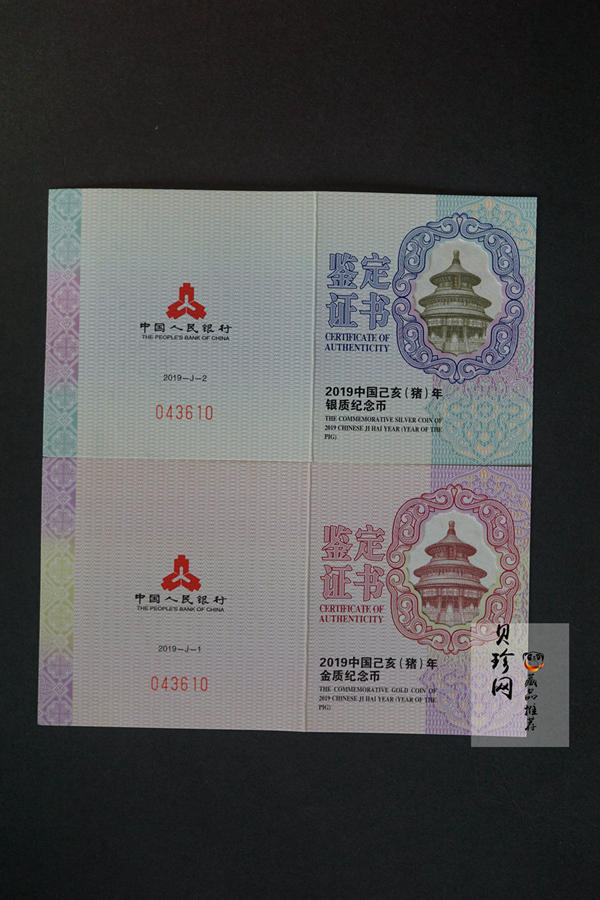 中国人民银行
THE PEOPLE'S BANK OF CHINA
2019-J-2
043610
鉴定
证书
CERTIFICATE OF
AUTHENTICITY
2019中国己亥(猪)年
银质纪念币
THE COMMEMORATIVE SILVER COIN OF
2019 CHINESE JI HAI YEAR (YEAR OF THE
PIG)
中国人民银行
THE PEOPLE'S BANK OF CHINA
2019-J-1
043610
鉴定
证书
CERTIFICATE OF
AUTHENTICITY
2019中国己亥(猪)年
金质纪念币
THE COMMEMORATIVE GOLD COIN OF
2019 CHINESE JI HAI YEAR (YEAR OF THE
PIG)
贝珍网
藏品推荐